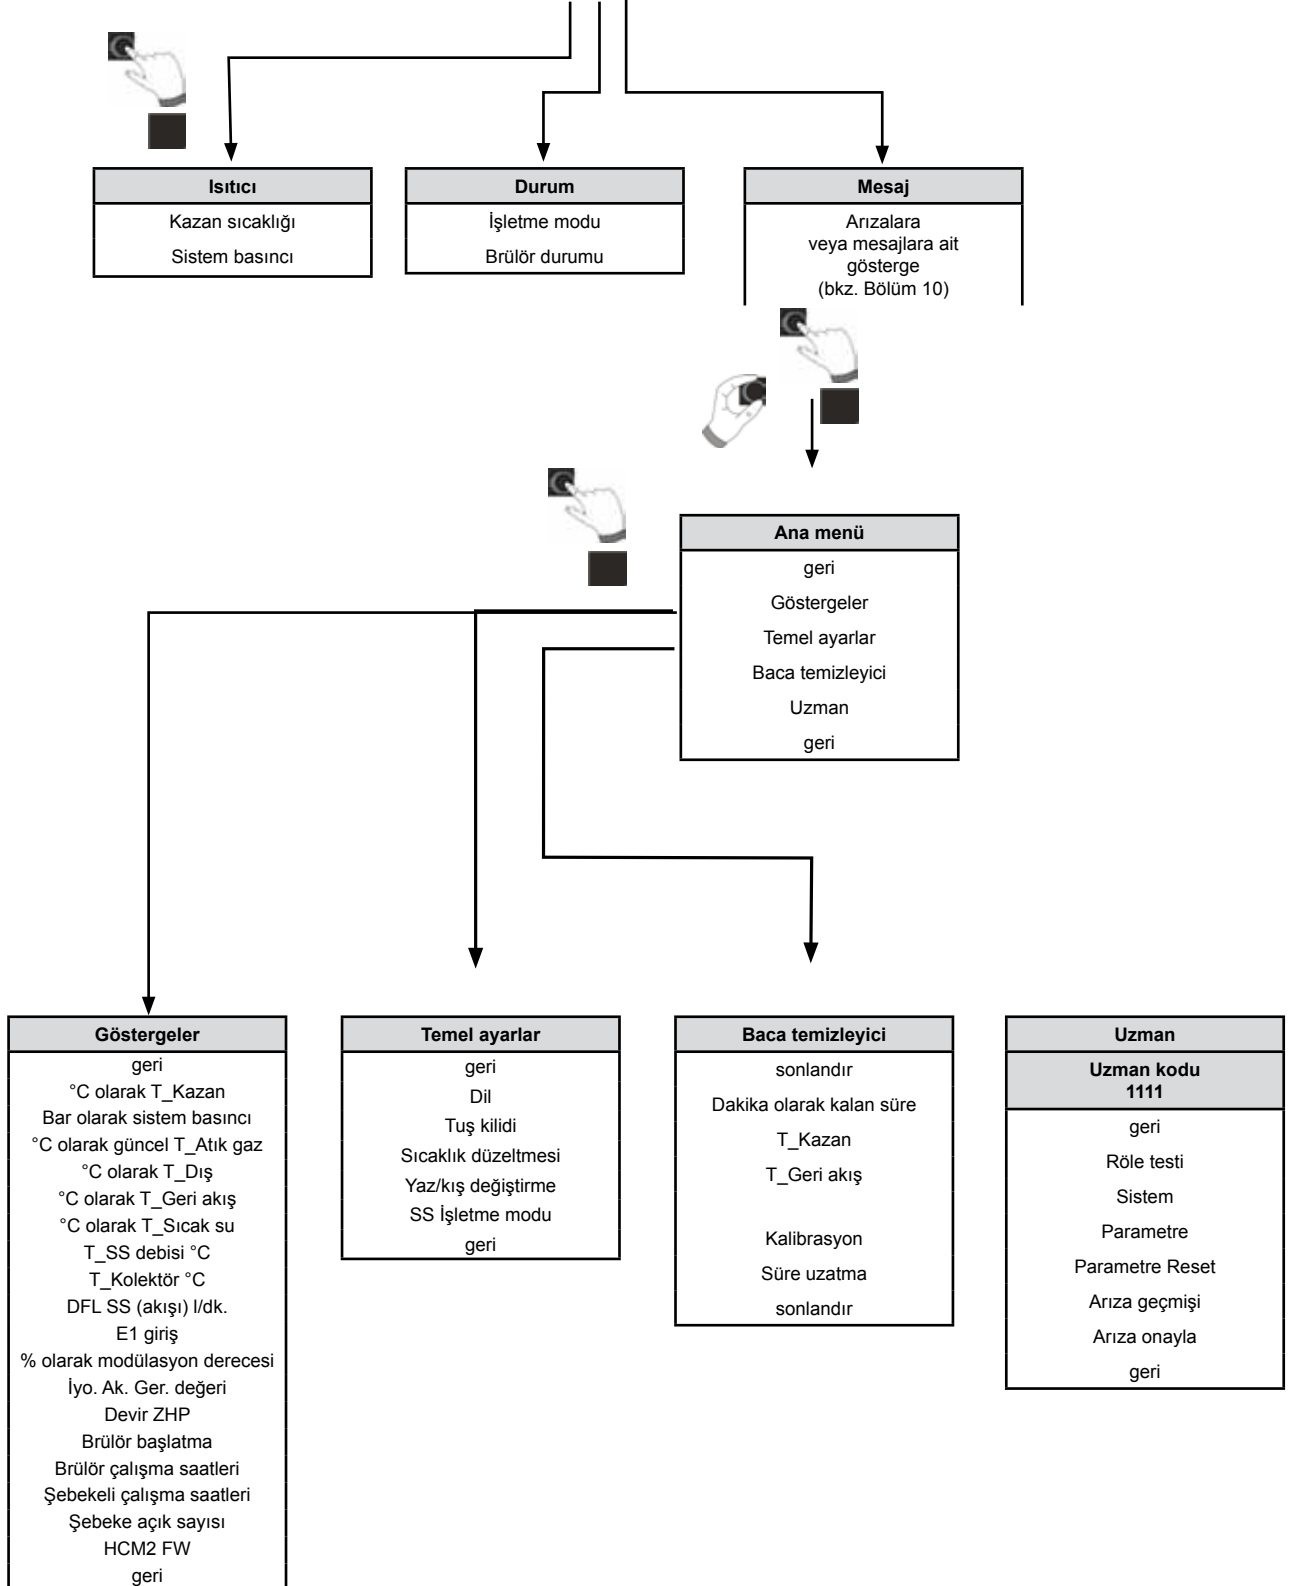 Isıtıcı
Kazan sıcaklığı
Sistem basıncı
Durum
İşletme modu
Brülör durumu
Mesaj
Arızalara
veya mesajlara ait
gösterge
(bkz. Bölüm 10)
Ana menü
geri
Göstergeler
Temel ayarlar
Baca temizleyici
Uzman
geri
Göstergeler
geri
°C olarak T_Kazan
Bar olarak sistem basıncı
°C olarak güncel T_Atık gaz
°C olarak T_Dış
°C olarak T_Geri akış
°C olarak T_Sıcak su
T_SS debisi °C
T_Kolektör °C
DFL SS (akışı) l/dk.
E1 giriş
% olarak modülasyon derecesi
İyo. Ak. Ger. değeri
Devir ZHP
Brülör başlatma
Brülör çalışma saatleri
Şebekeli çalışma saatleri
Şebeke açık sayısı
HCM2 FW
geri
Temel ayarlar
geri
Dil
Tuş kilidi
Sıcaklık düzeltmesi
Yaz/kış değiştirme
SS İşletme modu
geri
Baca temizleyici
sonlandır
Dakika olarak kalan süre
T_Kazan
T_Geri akış
Kalibrasyon
Süre uzatma
sonlandır
Uzman
Uzman kodu
1111
geri
Röle testi
Sistem
Parametre
Parametre Reset
Arıza geçmişi
Arıza onayla
geri